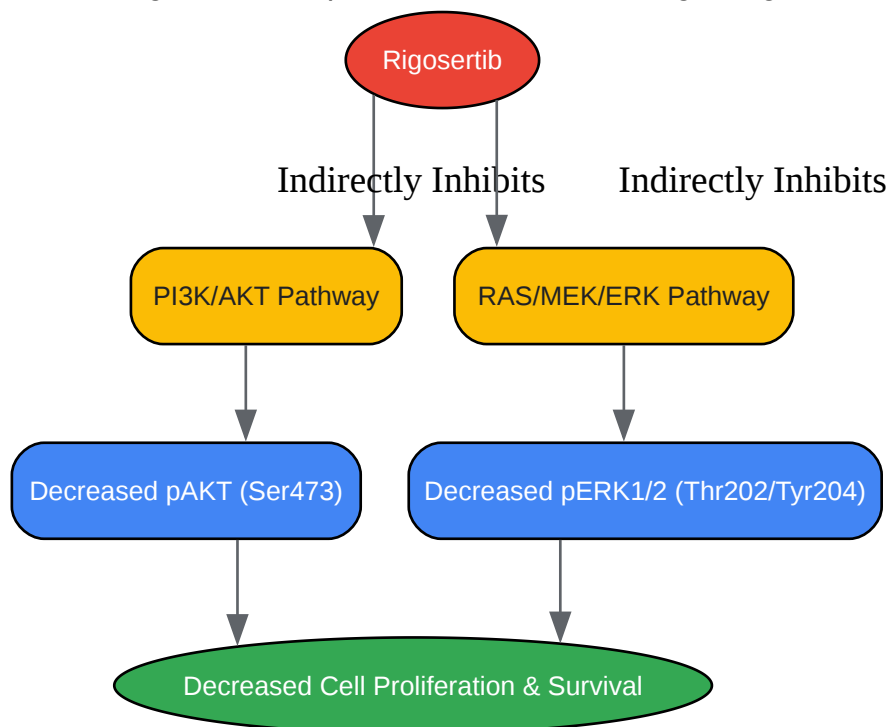 Rigosertib
Indirectly Inhibits
Indirectly Inhibits
PI3K/AKT Pathway
RAS/MEK/ERK Pathway
Decreased pAKT (Ser473)
Decreased pERK1/2 (Thr202/Tyr204)
Decreased Cell Proliferation & Survival